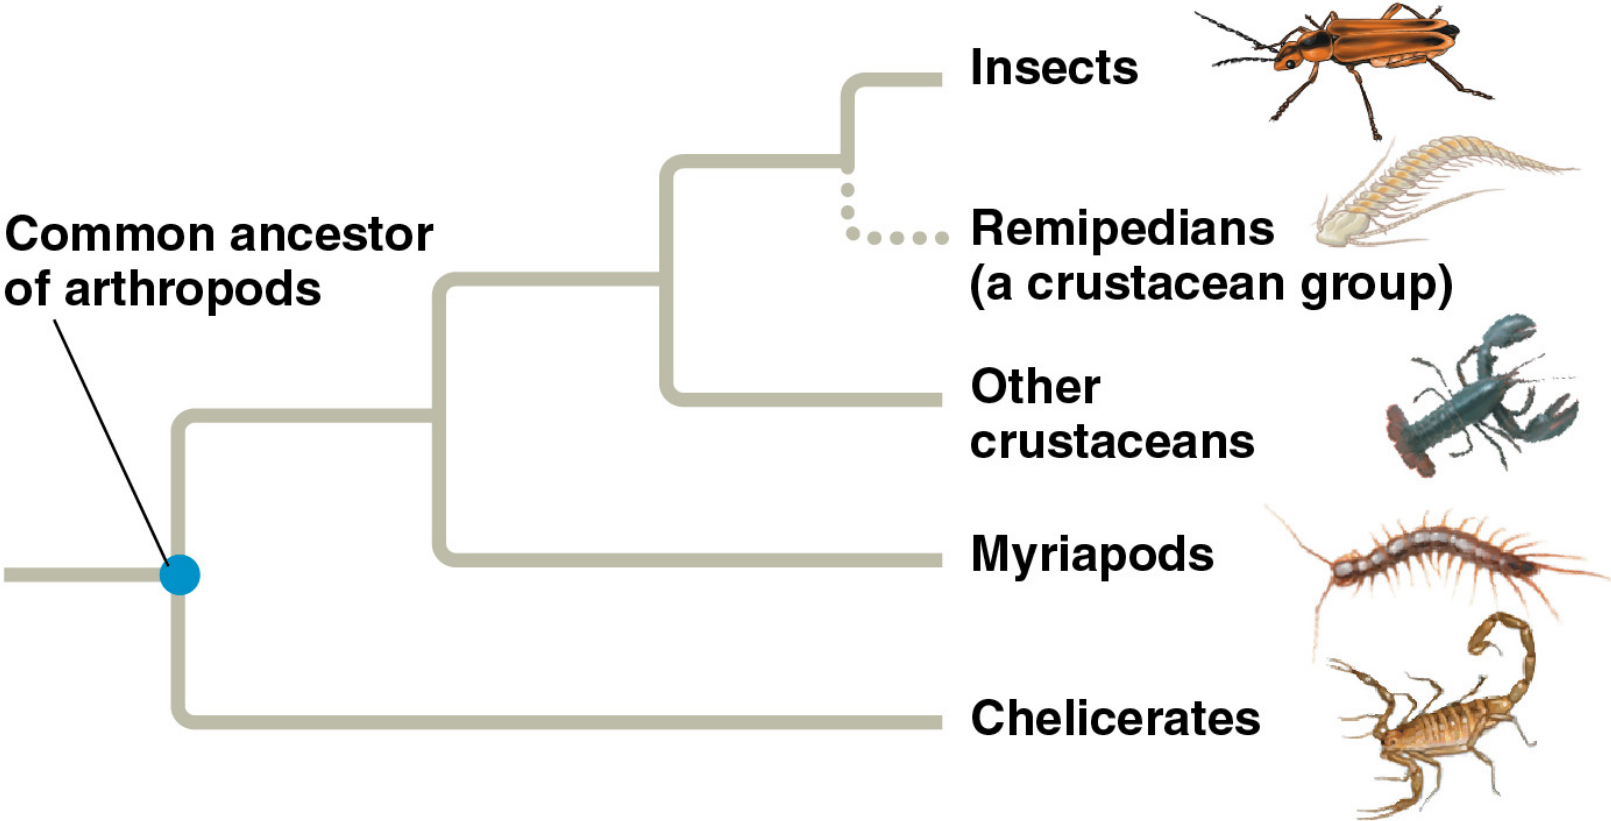 Insects
Common ancestor
of arthropods
Remipedians
(a crustacean group)
Other
crustaceans
Myriapods
Chelicerates